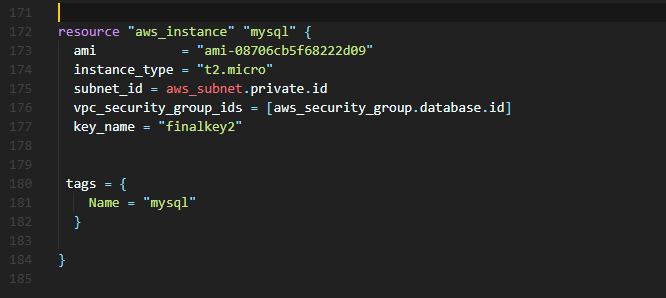 171
172 resource "aws_instance" "mysql" {
173   ami           = "ami-08706cb5f68222d09"
174   instance_type = "t2.micro"
175   subnet_id = aws_subnet.private.id
176   vpc_security_group_ids = [aws_security_group.database.id]
177   key_name = "finalkey2"
178
179
180  tags = {
181     Name = "mysql"
182   }
183
184 }
185